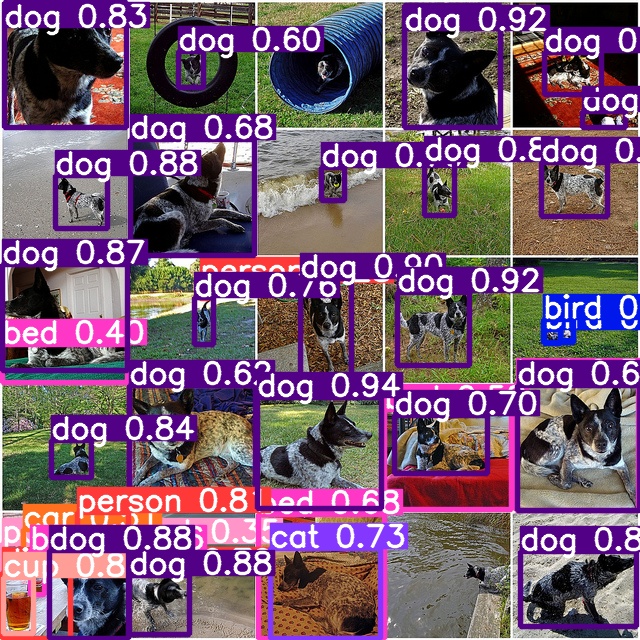 dog 0.83
dog 0.60
dog 0.92
dog 0
dog
dog 0.68
dog 0.88
dog 0.
dog 0.8
dog 0.
dog 0.87
person
dog 0.90
dog 0.76
dog 0.92
bird 0
bed 0.40
dog 0.62
dog 0.94
dog 0.6
dog 0.70
dog 0.84
person 0.8
bed 0.68
car
0.35
dog 0.88
cat 0.73
dog 0.8
cup 0.8
dog 0.88